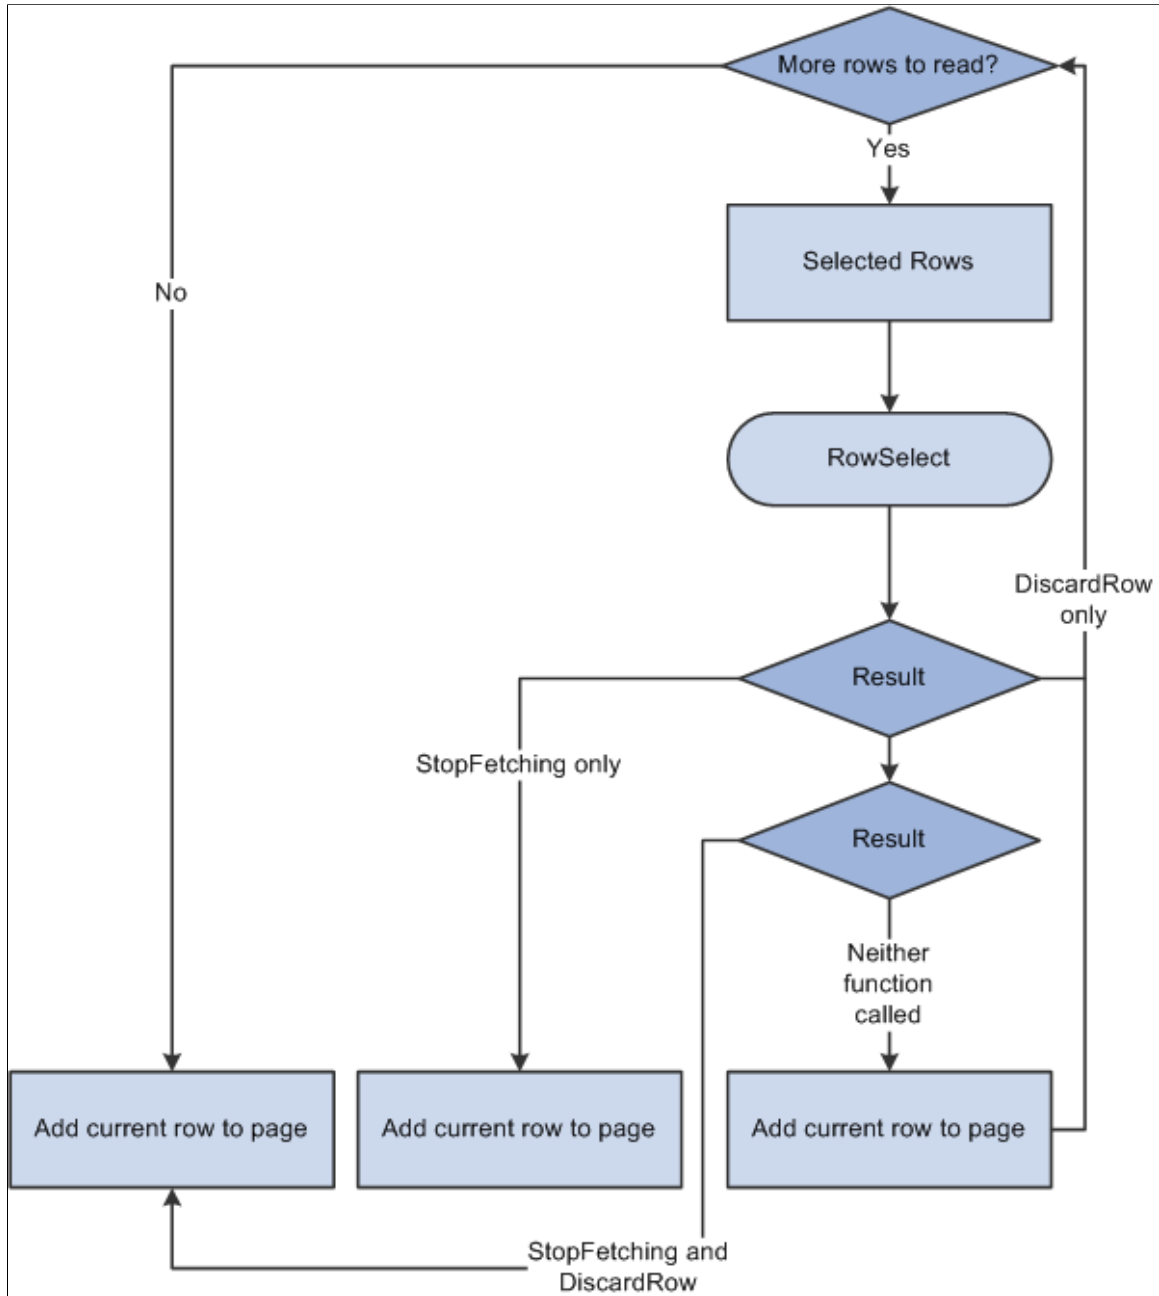 More rows to read?
Yes
Selected Rows
No
RowSelect
DiscardRow
only
Result
StopFetching only
Result
Neither
function
called
Add current row to page
Add current row to page
Add current row to page
StopFetching and
DiscardRow